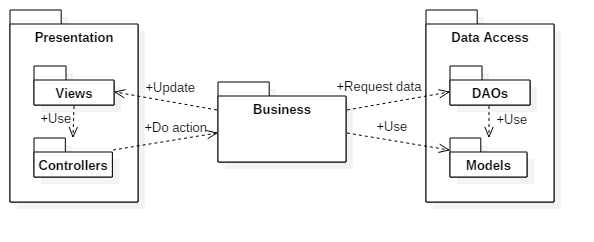 Presentation
Data Access
Views
+Update
+Request data
DAOs
Business
+Use
+Use
+Do action
+Use
Controllers
Models